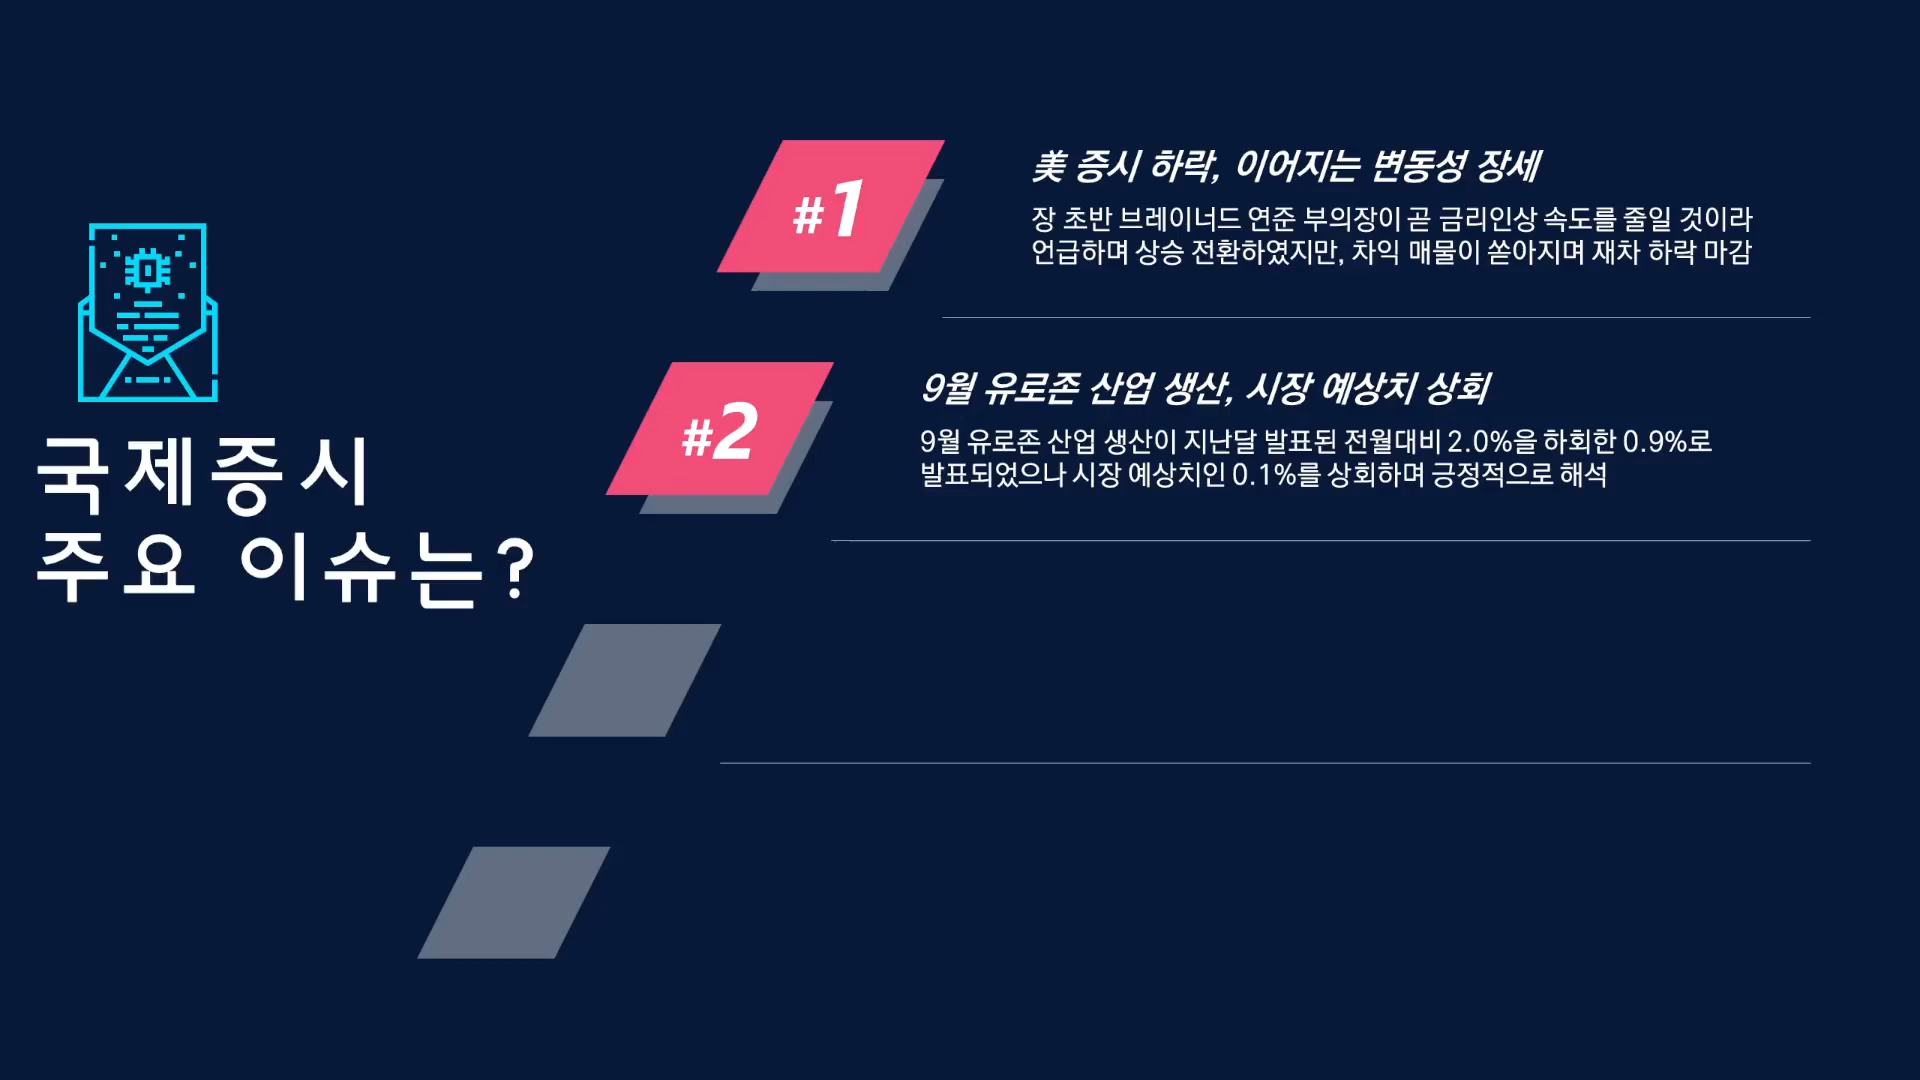 국제증시
주요 이슈는?
#1
美 증시 하락, 이어지는 변동성 장세
장 초반 브레이너드 연준 부의장이 곧 금리인상 속도를 줄일 것이라
언급하며 상승 전환하였지만, 차익 매물이 쏟아지며 재차 하락 마감
#2
9월 유로존 산업 생산, 시장 예상치 상회
9월 유로존 산업 생산이 지난달 발표된 전월대비 2.0%을 하회한 0.9%로
발표되었으나 시장 예상치인 0.1%를 상회하며 긍정적으로 해석